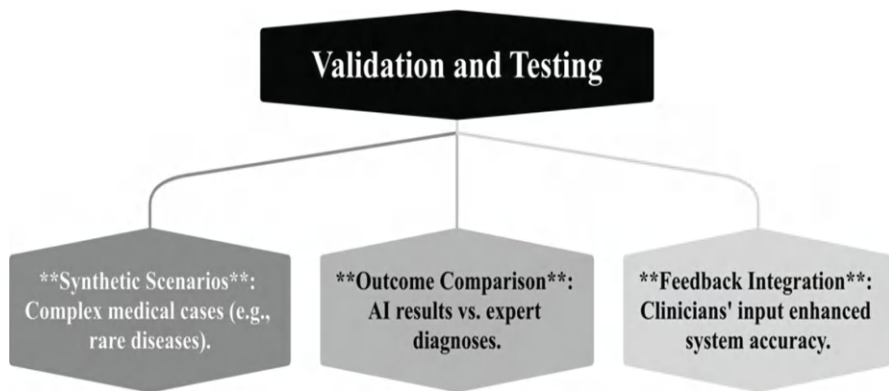 Validation and Testing
**Synthetic Scenarios**:
Complex medical cases (e.g.,
rare diseases).
**Outcome Comparison**:
AI results vs. expert
diagnoses.
**Feedback Integration**:
Clinicians' input enhanced
system accuracy.